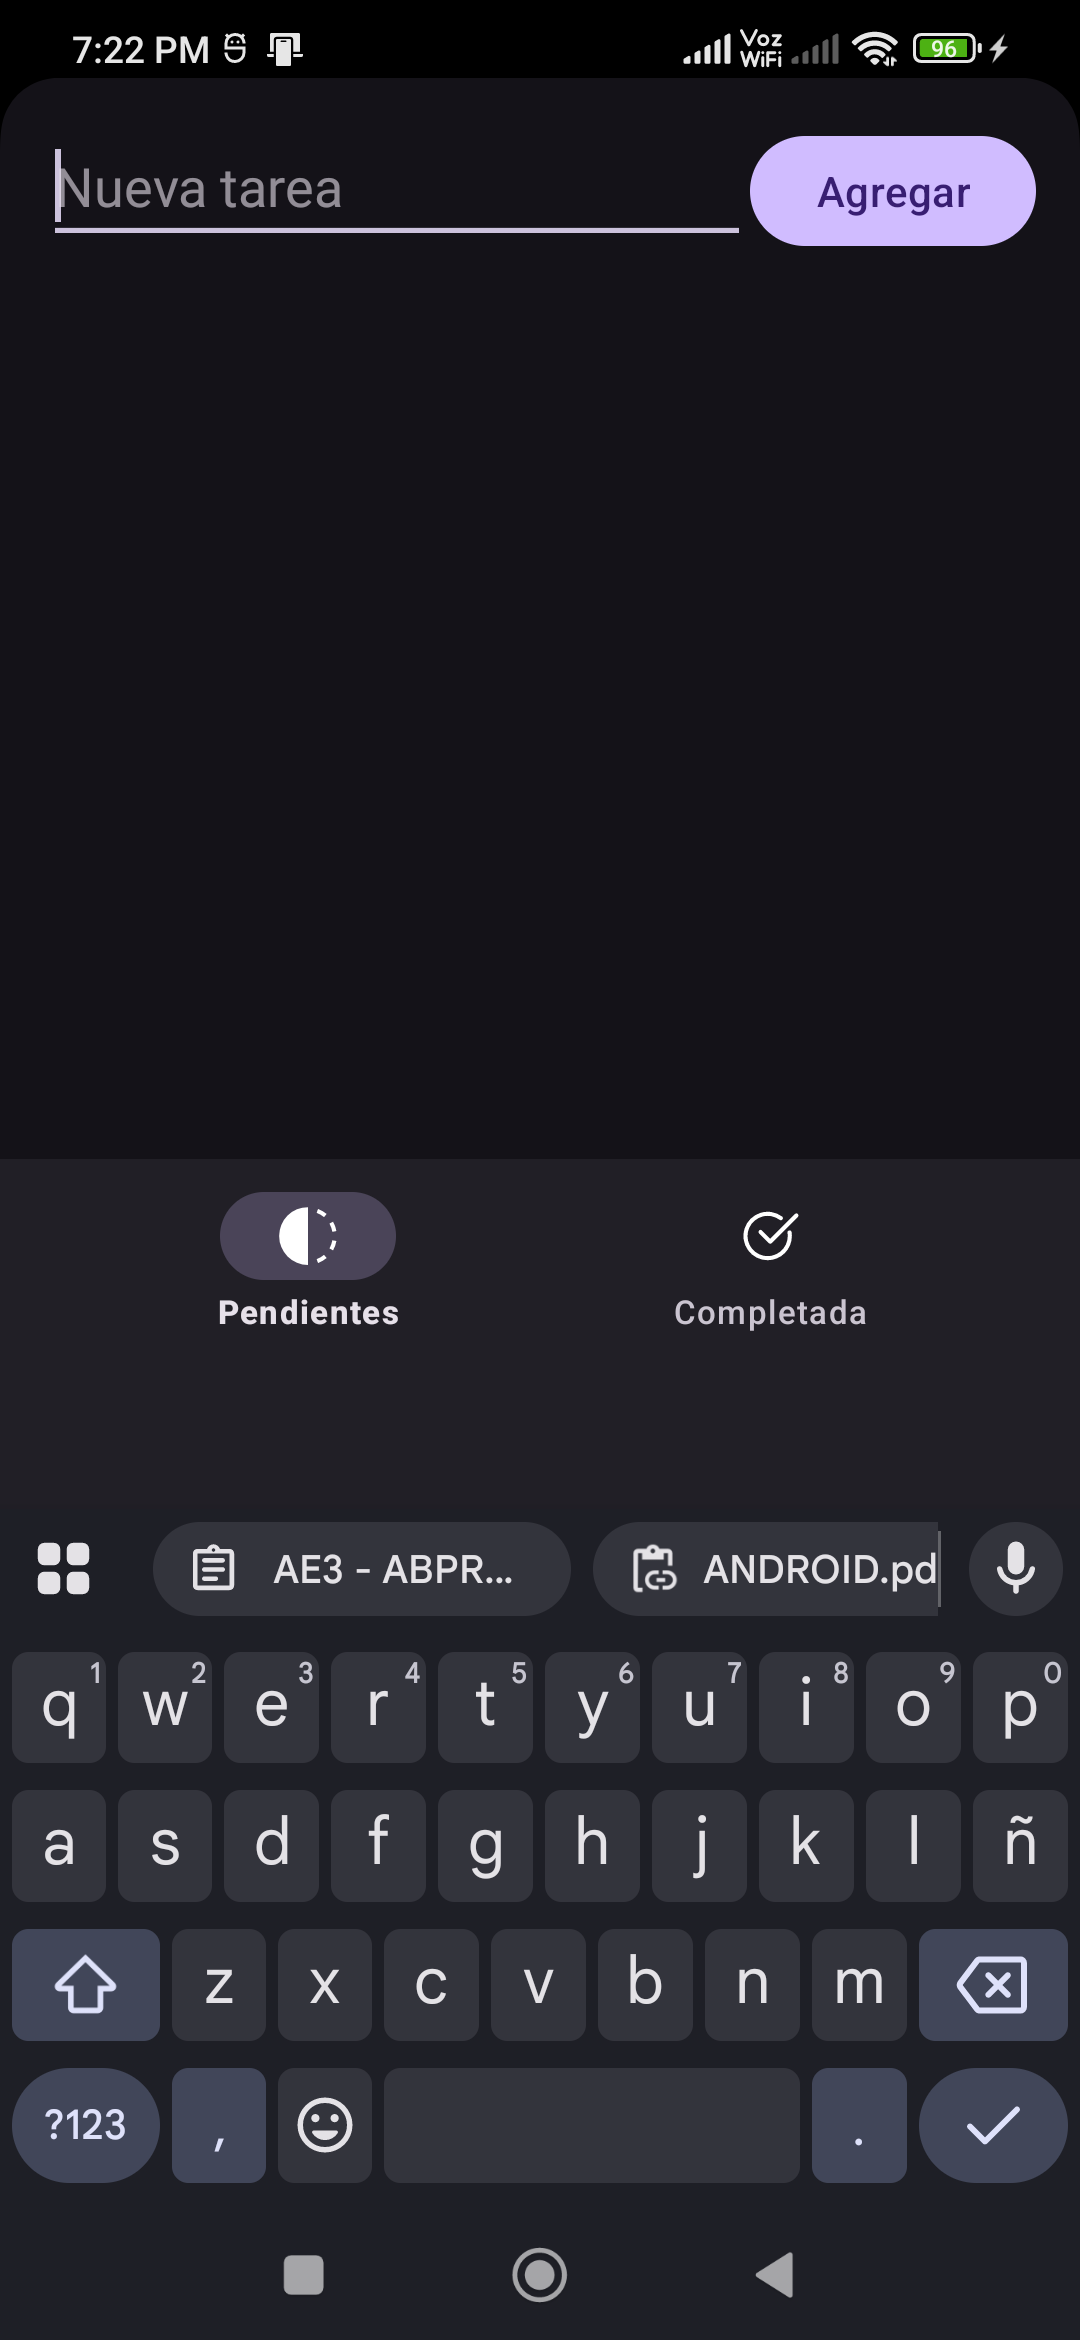 7:22 PM Voz WiFi 96
Nueva tarea Agregar
Pendientes Completada
AE3 - ABPR... ANDROID.pd
q 1 w 2 e 3 r 4 t 5 y 6 u 7 i 8 o 9 p 0
a s d f g h j k l ñ
z x c v b n m
?123 , .